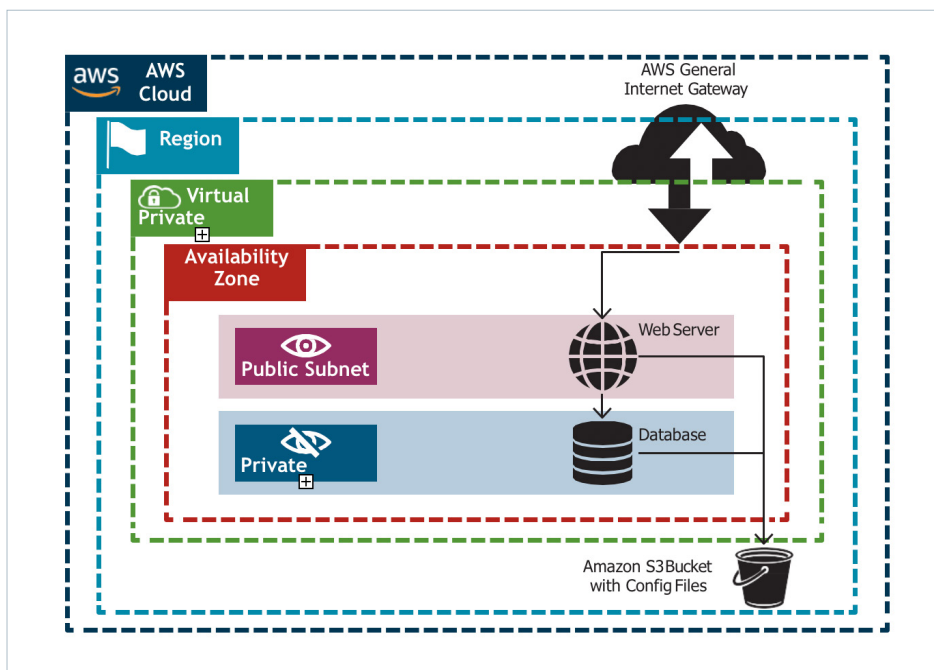 aws
AWS
Cloud
AWS General
Internet Gateway
Region
Virtual
Private
Availability
Zone
Web Server
Public Subnet
Database
Private
Amazon S3Bucket
with Config Files